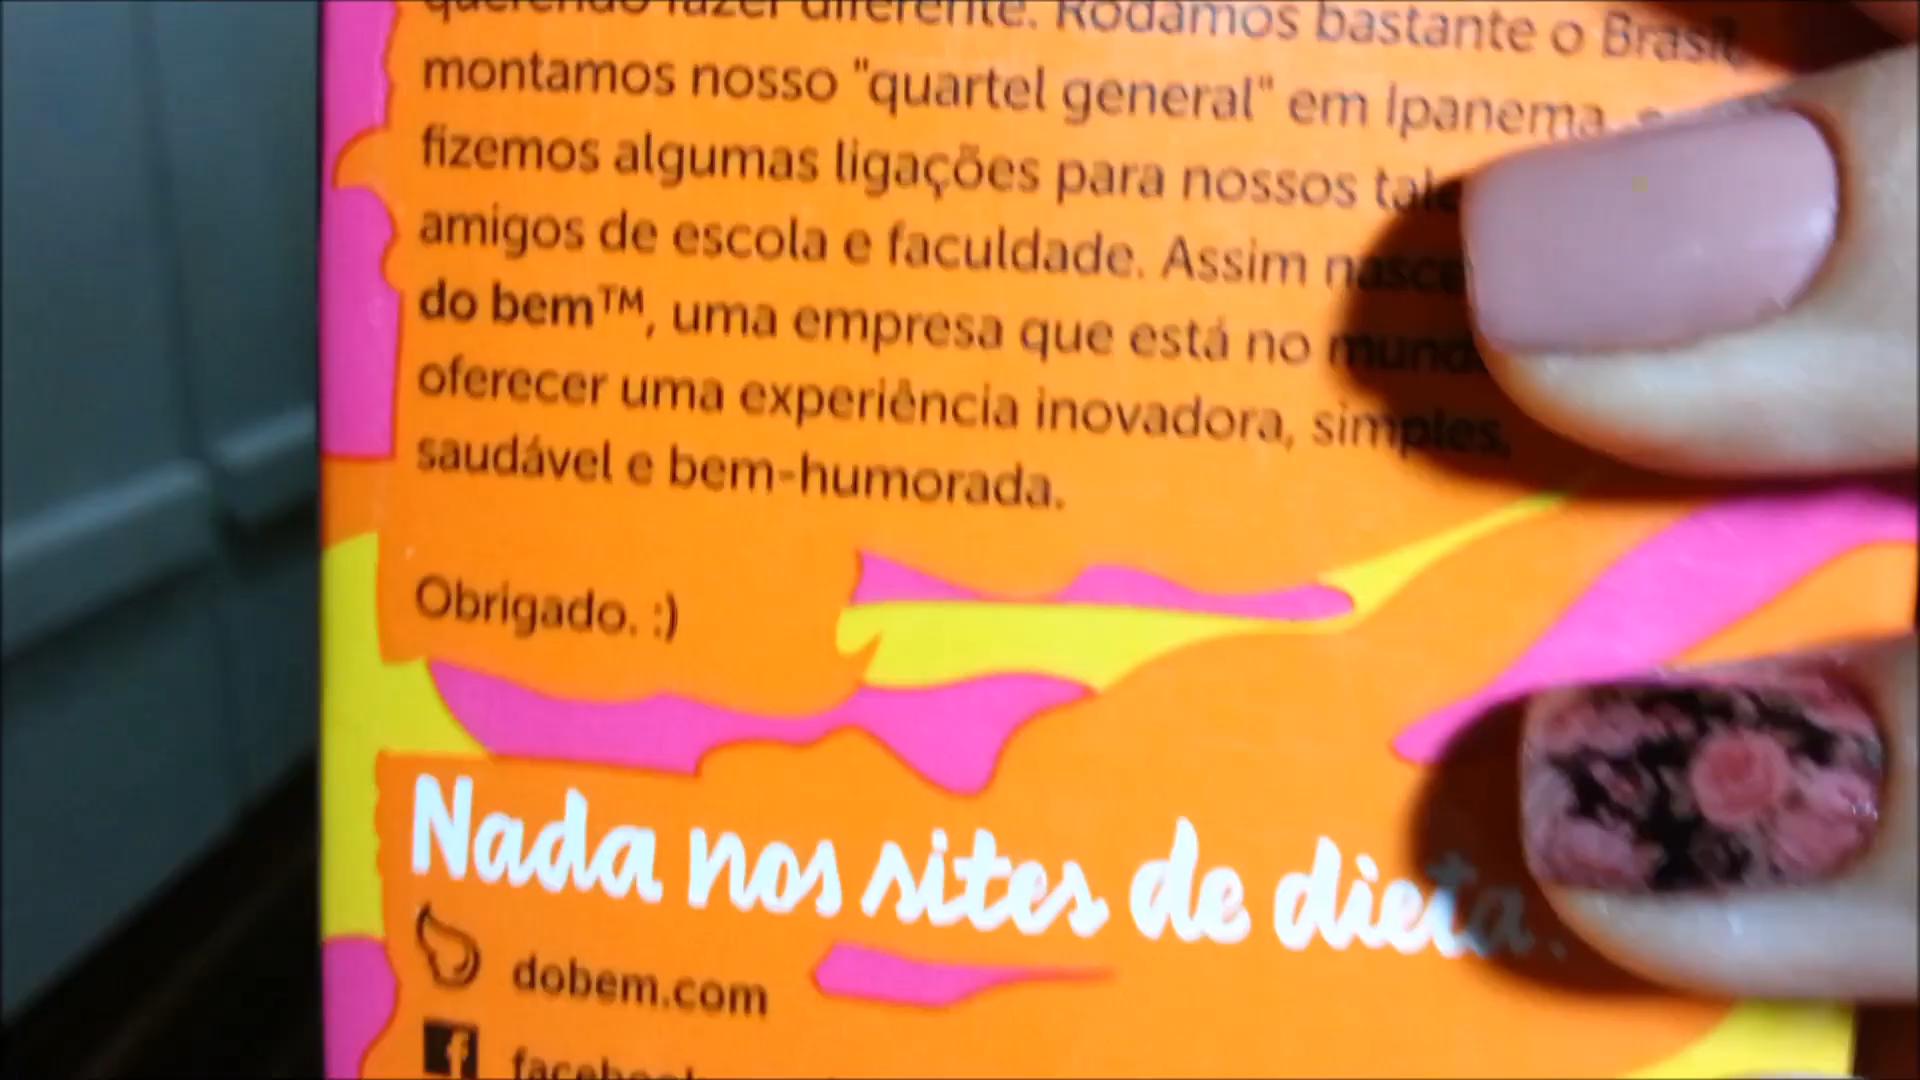 querendo fazer diferente. Rodamos bastante o Brasil,
montamos nosso "quartel general" em Ipanema,
fizemos algumas ligações para nossos
amigos de escola e faculdade. Assim
do bem™, uma empresa que está no
oferecer uma experiência inovadora, simples,
saudável e bem-humorada.
Obrigado. :)
Nada nos sites de dieta.
dobem.com